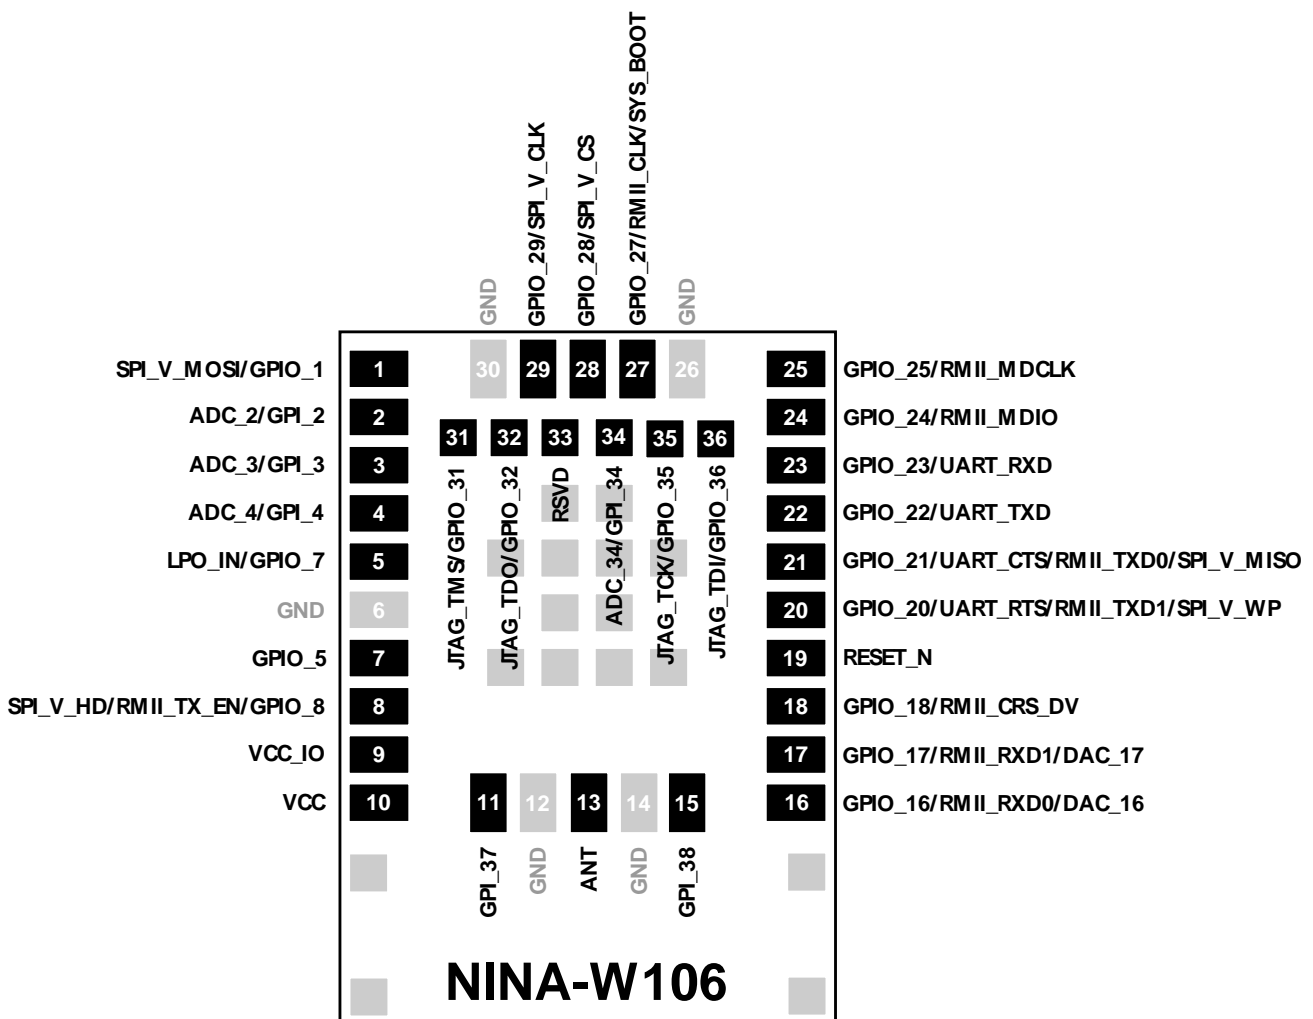 GND
GPIO_29/SPI_V_CLK
GPIO_28/SPI_V_CS
GPIO_27/RMII_CLK/SYS_BOOT
GND
30
29
28
27
26
SPI_V_MOSI/GPIO_1
1
ADC_2/GPI_2
2
ADC_3/GPI_3
3
ADC_4/GPI_4
4
LPO_IN/GPIO_7
5
GND
6
GPIO_5
7
SPI_V_HD/RMII_TX_EN/GPIO_8
8
VCC_IO
9
VCC
10
31
32
33
34
35
36
JTAG_TMS/GPIO_31
JTAG_TDO/GPIO_32
RSVD
ADC_34/GPI_34
JTAG_TCK/GPIO_35
JTAG_TDI/GPIO_36
25
GPIO_25/RMII_MDCLK
24
GPIO_24/RMII_MDIO
23
GPIO_23/UART_RXD
22
GPIO_22/UART_TXD
21
GPIO_21/UART_CTS/RMII_TXD0/SPI_V_MISO
20
GPIO_20/UART_RTS/RMII_TXD1/SPI_V_WP
19
RESET_N
18
GPIO_18/RMII_CRS_DV
17
GPIO_17/RMII_RXD1/DAC_17
16
GPIO_16/RMII_RXD0/DAC_16
11
12
13
14
15
GPI_37
GND
ANT
GND
GPI_38
NINA-W106